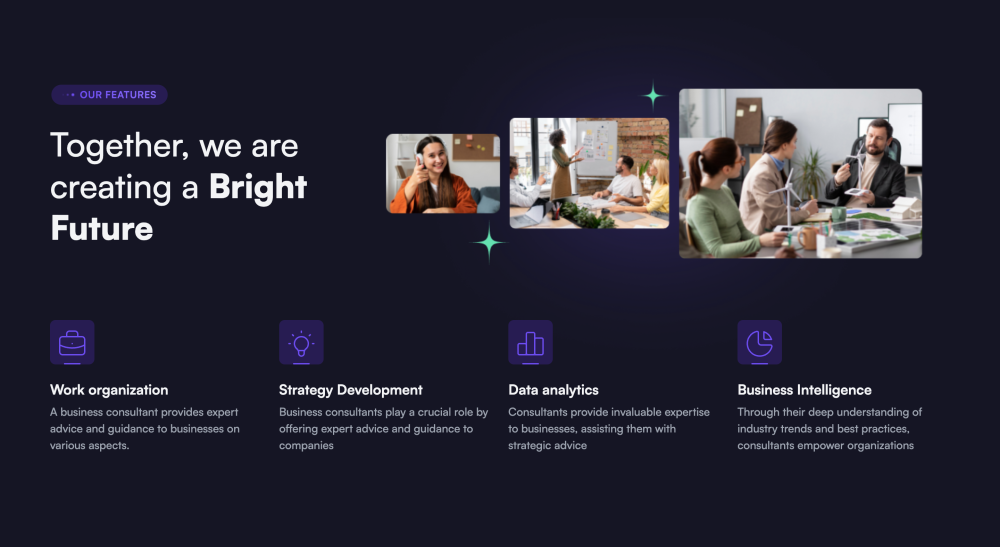 OUR FEATURES
Together, we are
creating a Bright
Future
Work organization
A business consultant provides expert
advice and guidance to businesses on
various aspects.
Strategy Development
Business consultants play a crucial role by
offering expert advice and guidance to
companies
Data analytics
Consultants provide invaluable expertise
to businesses, assisting them with
strategic advice
Business Intelligence
Through their deep understanding of
industry trends and best practices,
consultants empower organizations